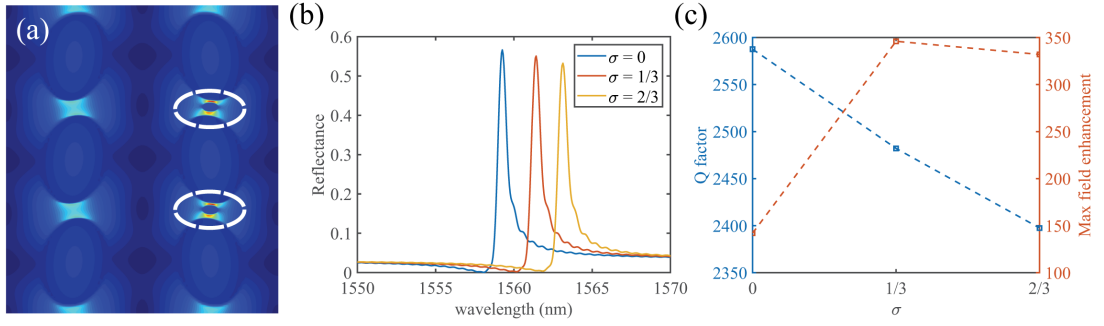 (a)
(b)
0.6
0.5
0.4
0.3
0.2
0.1
0
Reflectance
1550
1555
1560
1565
1570
wavelength (nm)
σ = 0
σ = 1/3
σ = 2/3
(c)
2600
2550
2500
2450
2400
2350
Q factor
0
1/3
2/3
σ
350
300
250
200
150
100
Max field enhancement